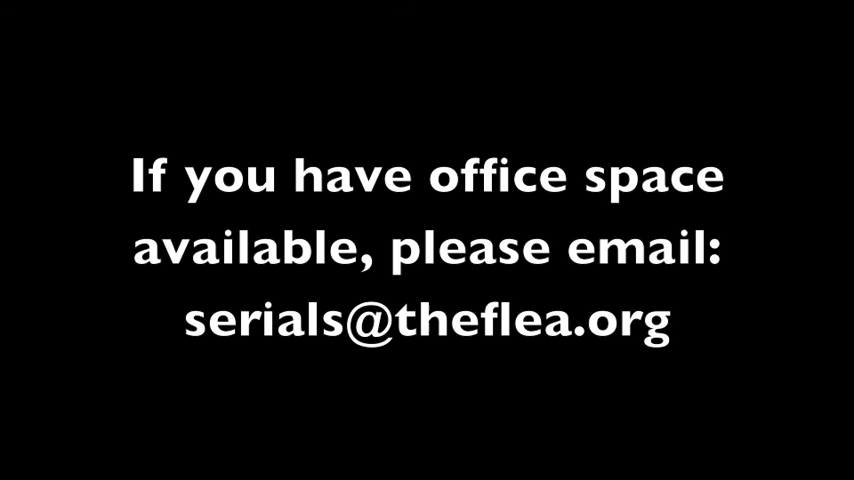 If you have office space
available, please email:
serials@theflea.org